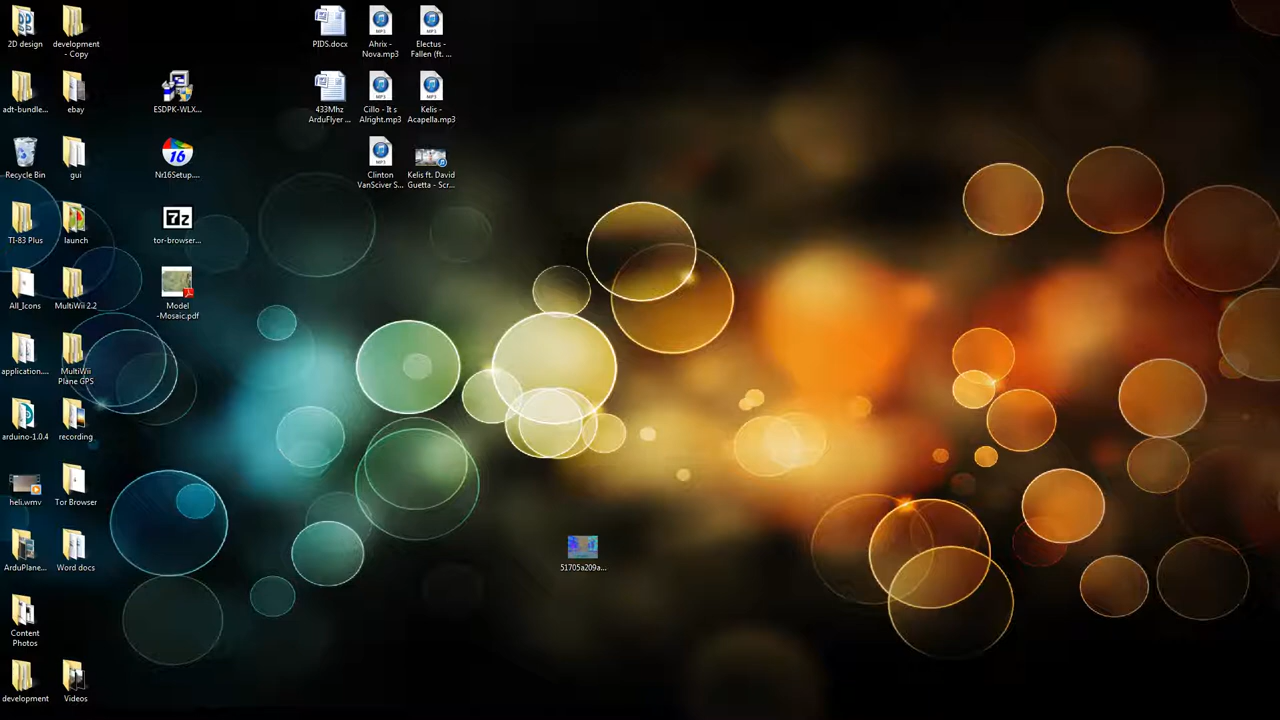 2D design
development
- Copy
PIDS.docx
Ahrix -
Nova.mp3
Electus -
Fallen (ft. ...
adt-bundle...
ebay
ESDPK-WLX...
433Mhz
ArduFlyer ...
Cillo - It s
Alright.mp3
Kelis -
Acapella.mp3
Recycle Bin
gui
16
Nr16Setup....
Clinton
VanSciver S...
Kelis ft. David
Guetta - Scr...
TI-83 Plus
launch
7z
tor-browser...
All_Icons
MultiWii 2.2
Model
-Mosaic.pdf
application....
MultiWii
Plane GPS
arduino-1.0.4
recording
heli.wmv
Tor Browser
ArduPlane...
Word docs
51705a209a...
Content
Photos
development
Videos